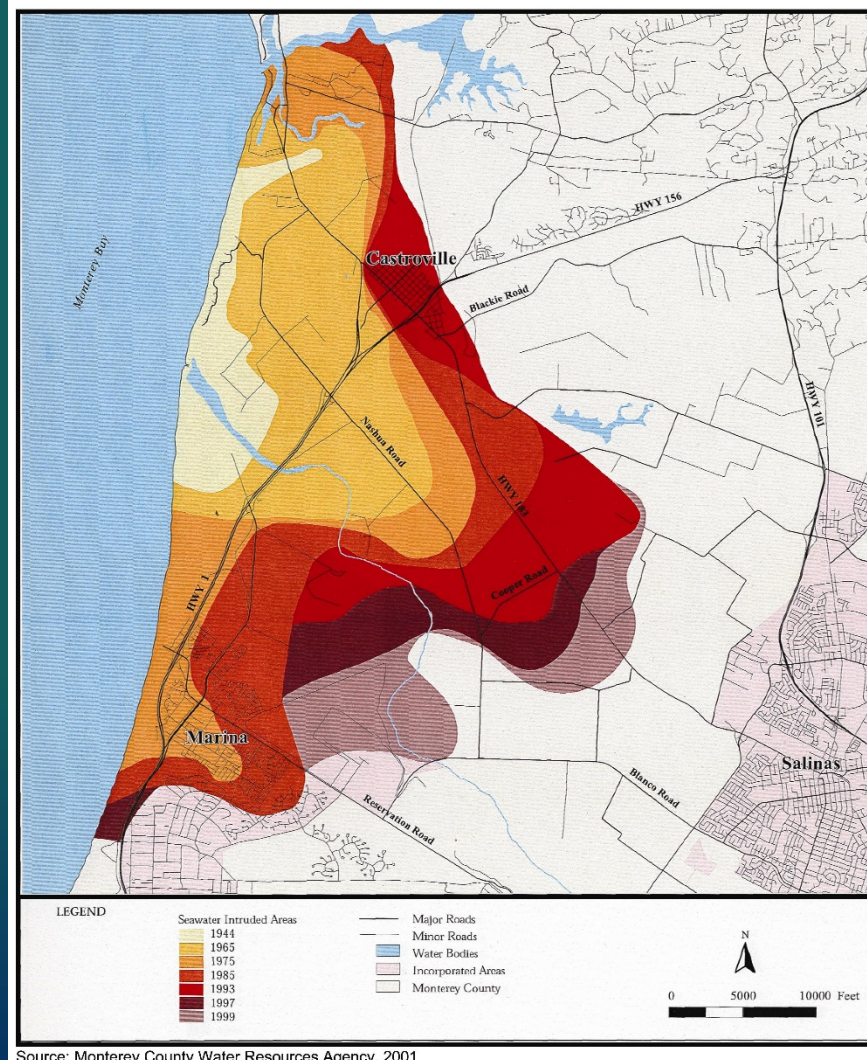 Monterey Bay
HWY 156
Castroville
Blackie Road
HWY 101
Nashua Road
HWY 183
HWY 1
Cooper Road
Marina
Salinas
Blanco Road
Reservation Road
LEGEND
Seawater Intruded Areas
1944
1965
1975
1985
1993
1997
1999
Major Roads
Minor Roads
Water Bodies
Incorporated Areas
Monterey County
N
0 5000 10000 Feet
Source: Monterey County Water Resources Agency, 2001